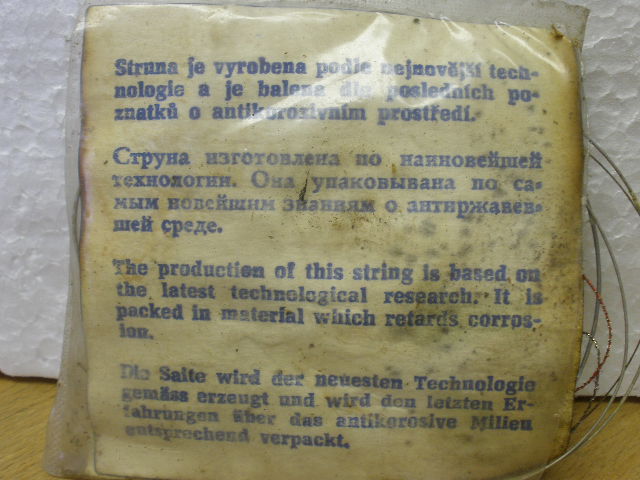 Struna je vyrobena podle nejnovější tech-
nologie a je balena dle posledních po-
znatků o antikorozivním prostředí.
Струна изготовлена по наиновейшей
технологии. Она упаковывана по са-
мым новейшим знаниям о антиржавев-
шей среде.
The production of this string is based on
the latest technological research. It is
packed in material which retards corros-
ion.
Die Saite wird der neuesten Technologie
gemäss erzeugt und wird den letzten Er-
fahrungen über das antikorosive Milieu
entsprechend verpackt.